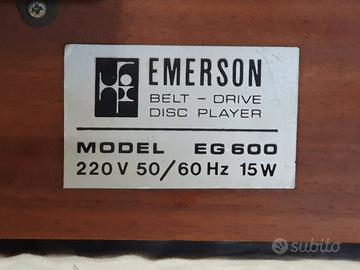 EMERSON
BELT - DRIVE
DISC PLAYER
MODEL EG 600
220 V 50/60 Hz 15 W
subito